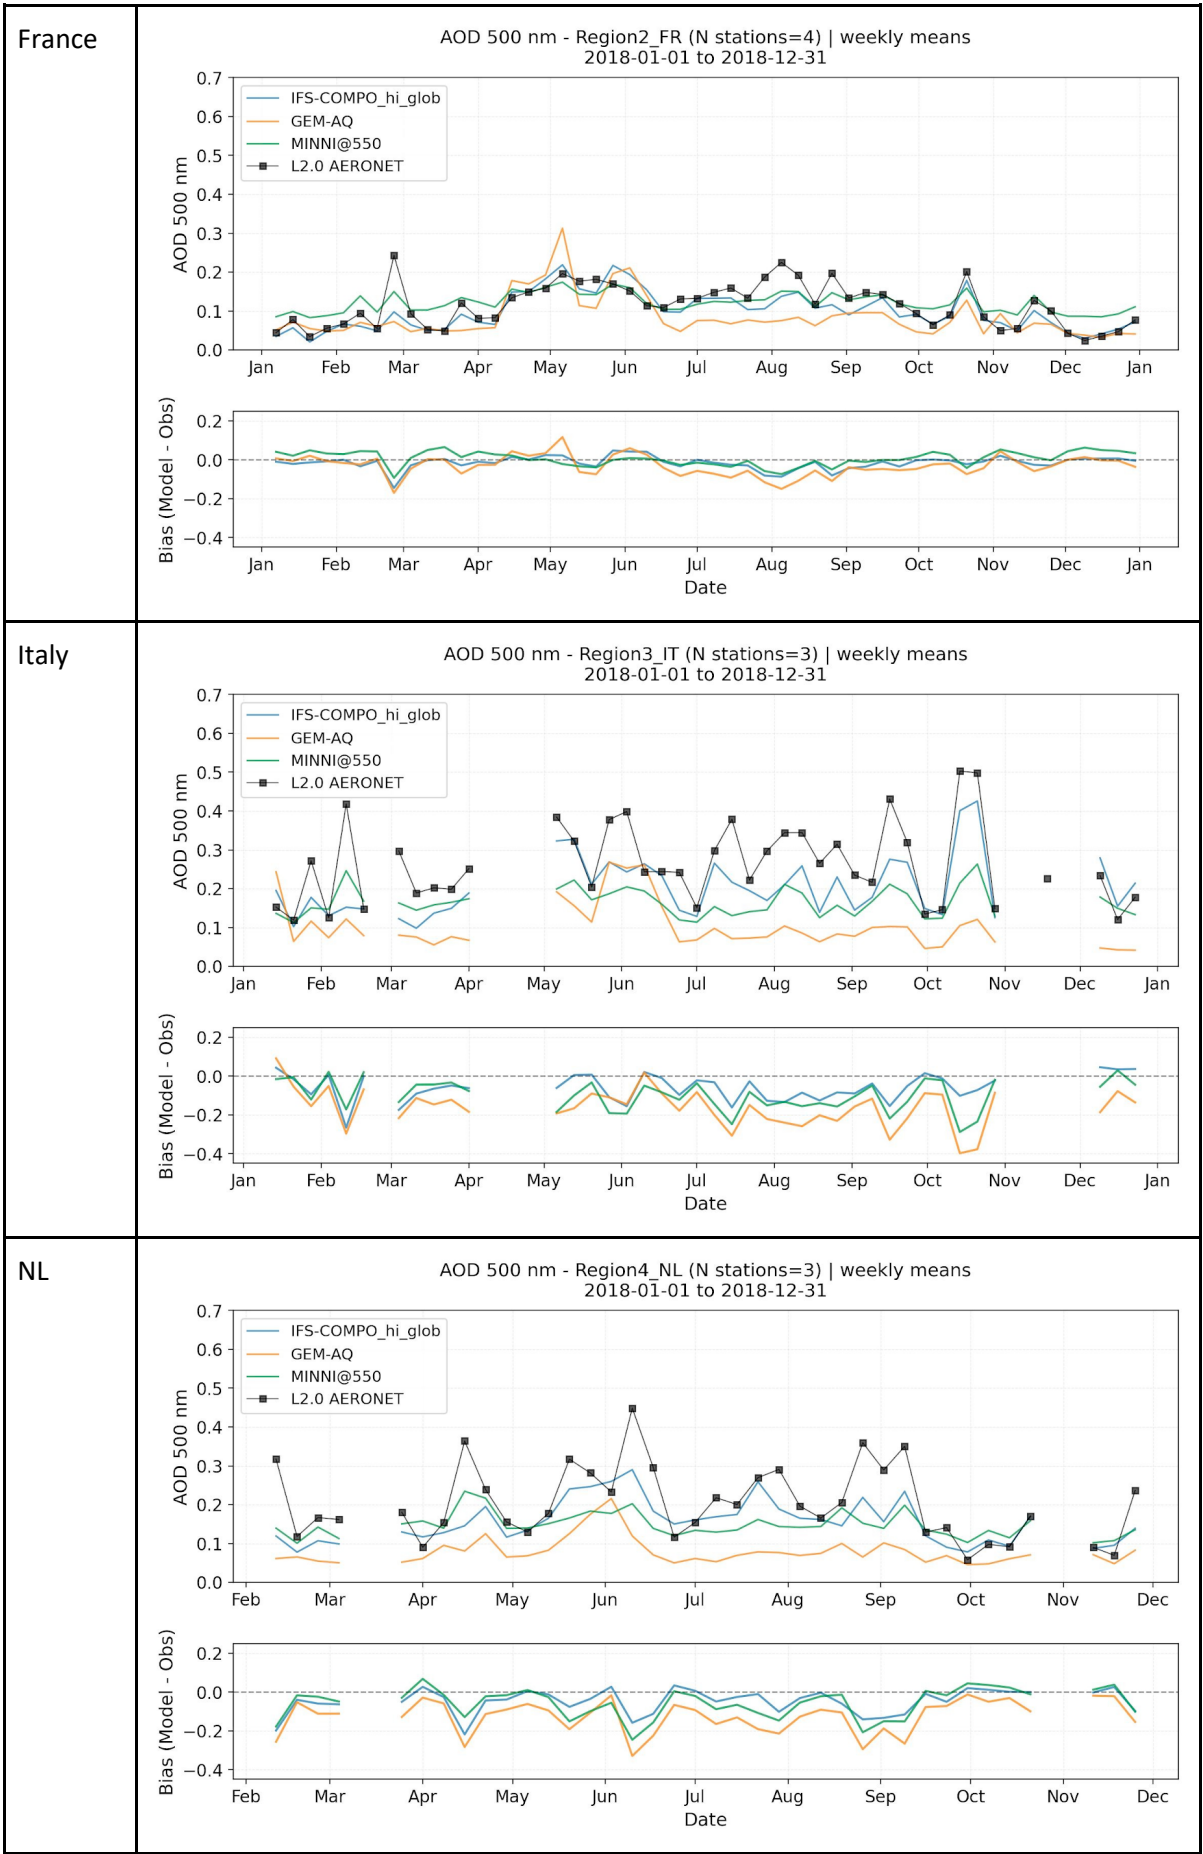 France
AOD 500 nm - Region2_FR (N stations=4) | weekly means
2018-01-01 to 2018-12-31
0.7
0.6
0.5
0.4
0.3
0.2
0.1
0.0
AOD 500 nm
IFS-COMPO_hi_glob
GEM-AQ
MINNI@550
L2.0 AERONET
Jan Feb Mar Apr May Jun Jul Aug Sep Oct Nov Dec Jan
0.2
0.0
−0.2
−0.4
Bias (Model - Obs)
Jan Feb Mar Apr May Jun Jul Aug Sep Oct Nov Dec Jan
Date
Italy
AOD 500 nm - Region3_IT (N stations=3) | weekly means
2018-01-01 to 2018-12-31
0.7
0.6
0.5
0.4
0.3
0.2
0.1
0.0
AOD 500 nm
IFS-COMPO_hi_glob
GEM-AQ
MINNI@550
L2.0 AERONET
Jan Feb Mar Apr May Jun Jul Aug Sep Oct Nov Dec Jan
0.2
0.0
−0.2
−0.4
Bias (Model - Obs)
Jan Feb Mar Apr May Jun Jul Aug Sep Oct Nov Dec Jan
Date
NL
AOD 500 nm - Region4_NL (N stations=3) | weekly means
2018-01-01 to 2018-12-31
0.7
0.6
0.5
0.4
0.3
0.2
0.1
0.0
AOD 500 nm
IFS-COMPO_hi_glob
GEM-AQ
MINNI@550
L2.0 AERONET
Feb Mar Apr May Jun Jul Aug Sep Oct Nov Dec
0.2
0.0
−0.2
−0.4
Bias (Model - Obs)
Feb Mar Apr May Jun Jul Aug Sep Oct Nov Dec
Date